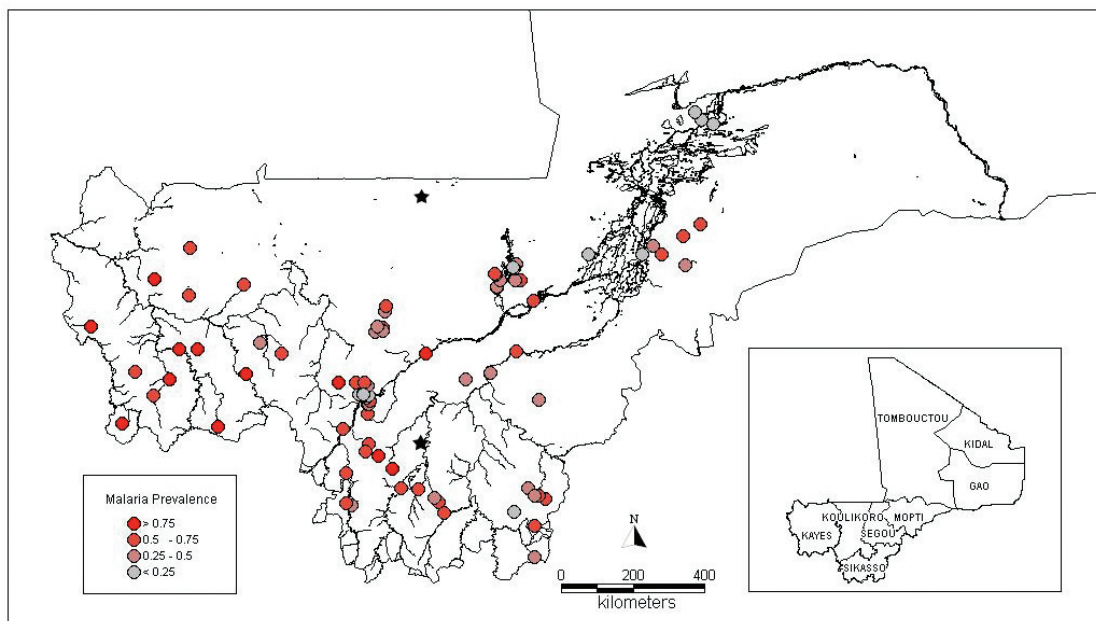 TOMBOUCTOU
KIDAL
GAO
KOULIKORO
MOPTI
KAYES
SEGOU
SIKASSO
Malaria Prevalence
> 0.75
0.5 - 0.75
0.25 - 0.5
< 0.25
N
0 200 400
kilometers